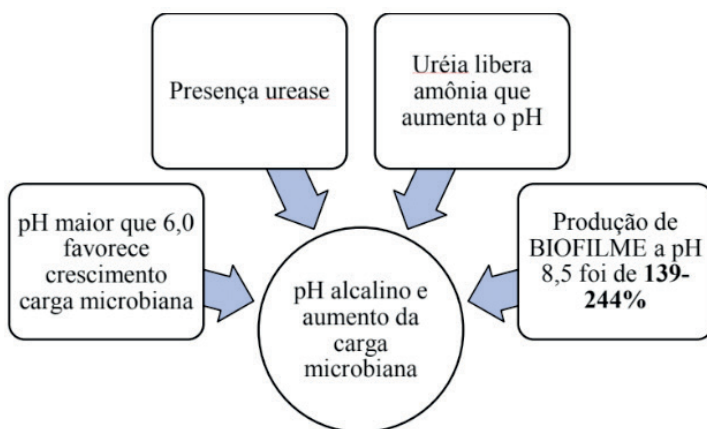 Presença urease
Uréia libera
amônia que
aumenta o pH
pH maior que 6,0
favorece
crescimento
carga microbiana
Produção de
BIOFILME a pH
8,5 foi de 139-
244%
pH alcalino e
aumento da
carga
microbiana